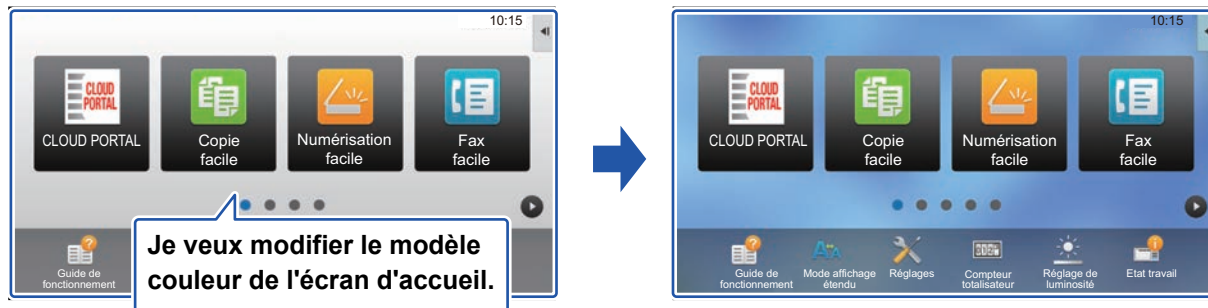 10:15
CLOUD
PORTAL
CLOUD PORTAL
Copie
facile
Numérisation
facile
Fax
facile
Guide de
fonctionnement
Je veux modifier le modèle
couleur de l'écran d'accueil.
10:15
CLOUD
PORTAL
CLOUD PORTAL
Copie
facile
Numérisation
facile
Fax
facile
Guide de
fonctionnement
Mode affichage
étendu
Réglages
Compteur
totalisateur
Réglage de
luminosité
Etat travail